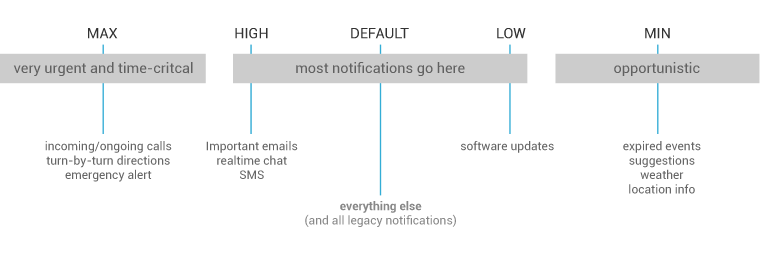 MAX HIGH DEFAULT LOW MIN
very urgent and time-critcal most notifications go here opportunistic
incoming/ongoing calls
turn-by-turn directions
emergency alert
Important emails
realtime chat
SMS
everything else
(and all legacy notifications)
software updates
expired events
suggestions
weather
location info